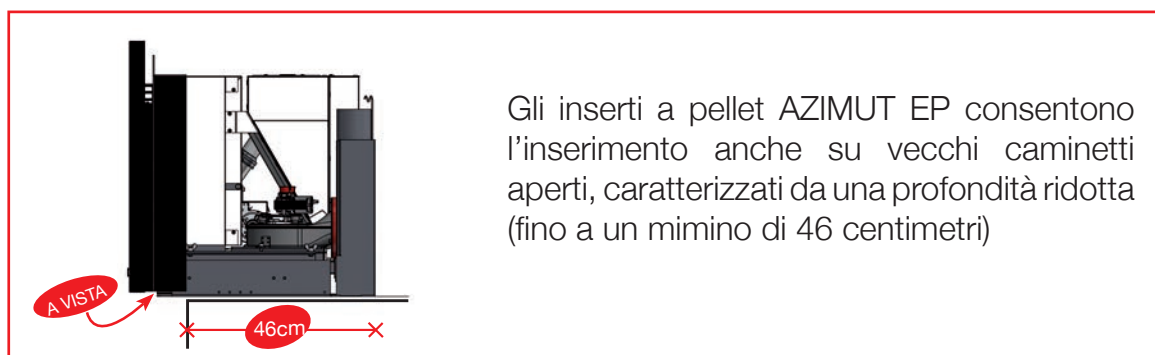 Gli inserti a pellet AZIMUT EP consentono
l’inserimento anche su vecchi caminetti
aperti, caratterizzati da una profondità ridotta
(fino a un mimino di 46 centimetri)
A VISTA
46cm